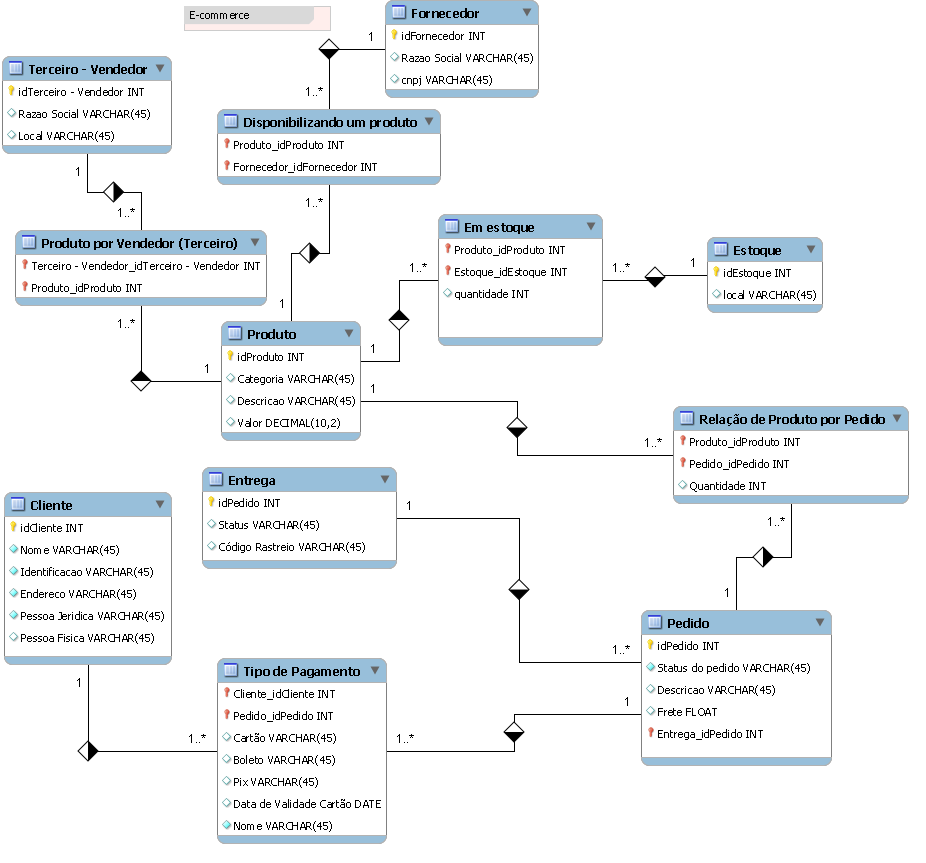 E-commerce
Fornecedor
idFornecedor INT
Razao Social VARCHAR(45)
cnpj VARCHAR(45)
1
1..*
Terceiro - Vendedor
idTerceiro - Vendedor INT
Razao Social VARCHAR(45)
Local VARCHAR(45)
1
1..*
Disponibilizando um produto
Produto_idProduto INT
Fornecedor_idFornecedor INT
1..*
1
Produto por Vendedor (Terceiro)
Terceiro - Vendedor_idTerceiro - Vendedor INT
Produto_idProduto INT
1..*
1
Em estoque
Produto_idProduto INT
Estoque_idEstoque INT
quantidade INT
1..*
1
1..*
1
Estoque
idEstoque INT
local VARCHAR(45)
Produto
idProduto INT
Categoria VARCHAR(45)
Descricao VARCHAR(45)
Valor DECIMAL(10,2)
1
1..*
Relação de Produto por Pedido
Produto_idProduto INT
Pedido_idPedido INT
Quantidade INT
1..*
1
Entrega
idPedido INT
Status VARCHAR(45)
Código Rastreio VARCHAR(45)
1
1..*
Cliente
idCliente INT
Nome VARCHAR(45)
Identificacao VARCHAR(45)
Endereco VARCHAR(45)
Pessoa Jeridica VARCHAR(45)
Pessoa Fisica VARCHAR(45)
1
1..*
Pedido
idPedido INT
Status do pedido VARCHAR(45)
Descricao VARCHAR(45)
Frete FLOAT
Entrega_idPedido INT
1
1..*
Tipo de Pagamento
Cliente_idCliente INT
Pedido_idPedido INT
Cartão VARCHAR(45)
Boleto VARCHAR(45)
Pix VARCHAR(45)
Data de Validade Cartão DATE
Nome VARCHAR(45)